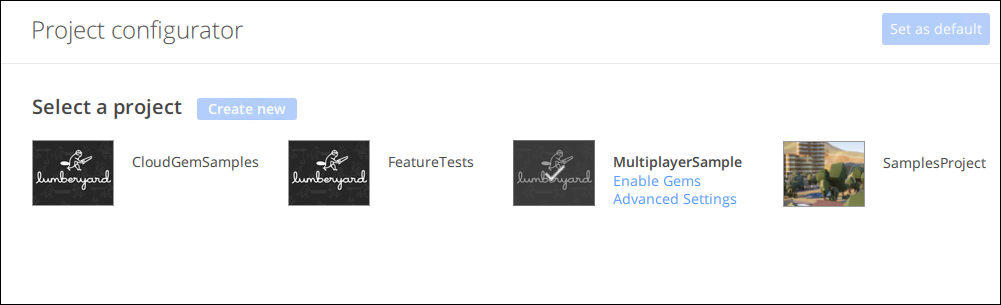 Project configurator
Set as default
Select a project
Create new
lumberyard
CloudGemSamples
lumberyard
FeatureTests
lumberyard
MultiplayerSample
Enable Gems
Advanced Settings
SamplesProject